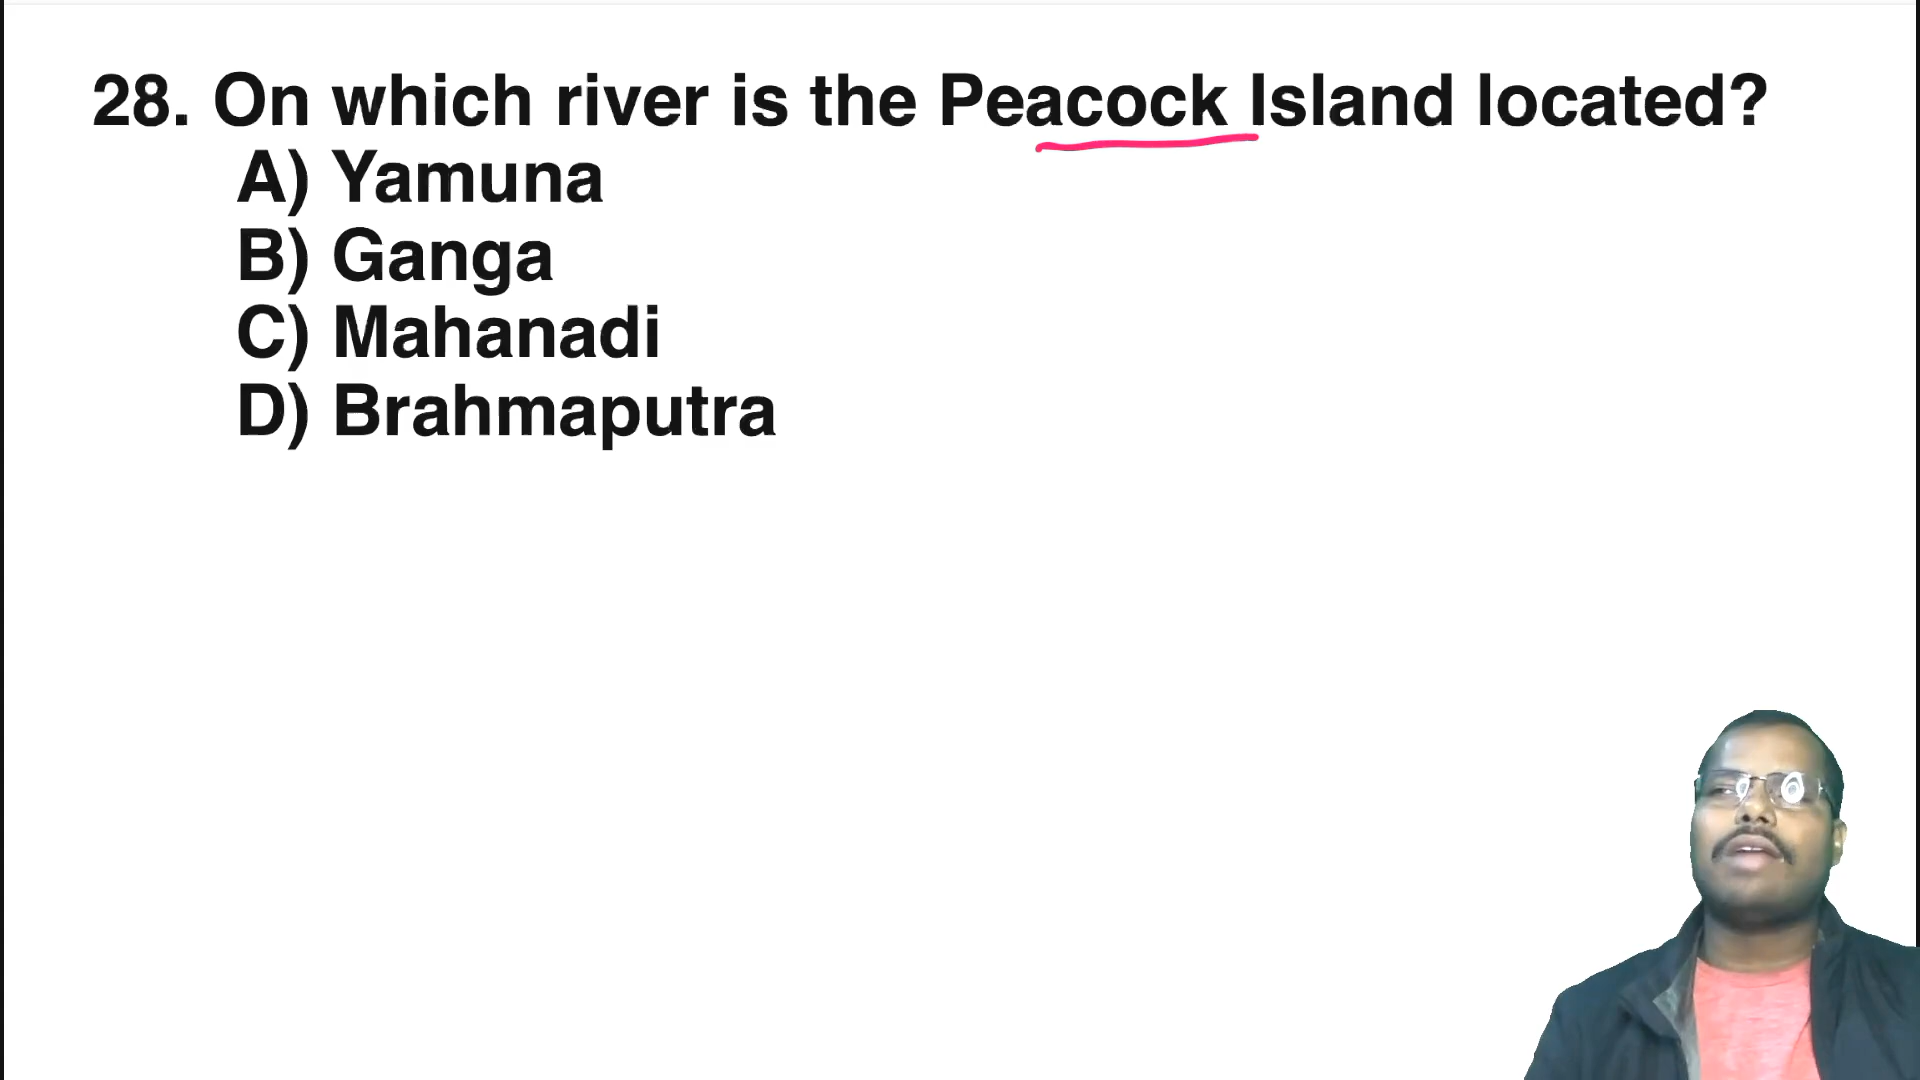 28. On which river is the Peacock Island located?
A) Yamuna
B) Ganga
C) Mahanadi
D) Brahmaputra